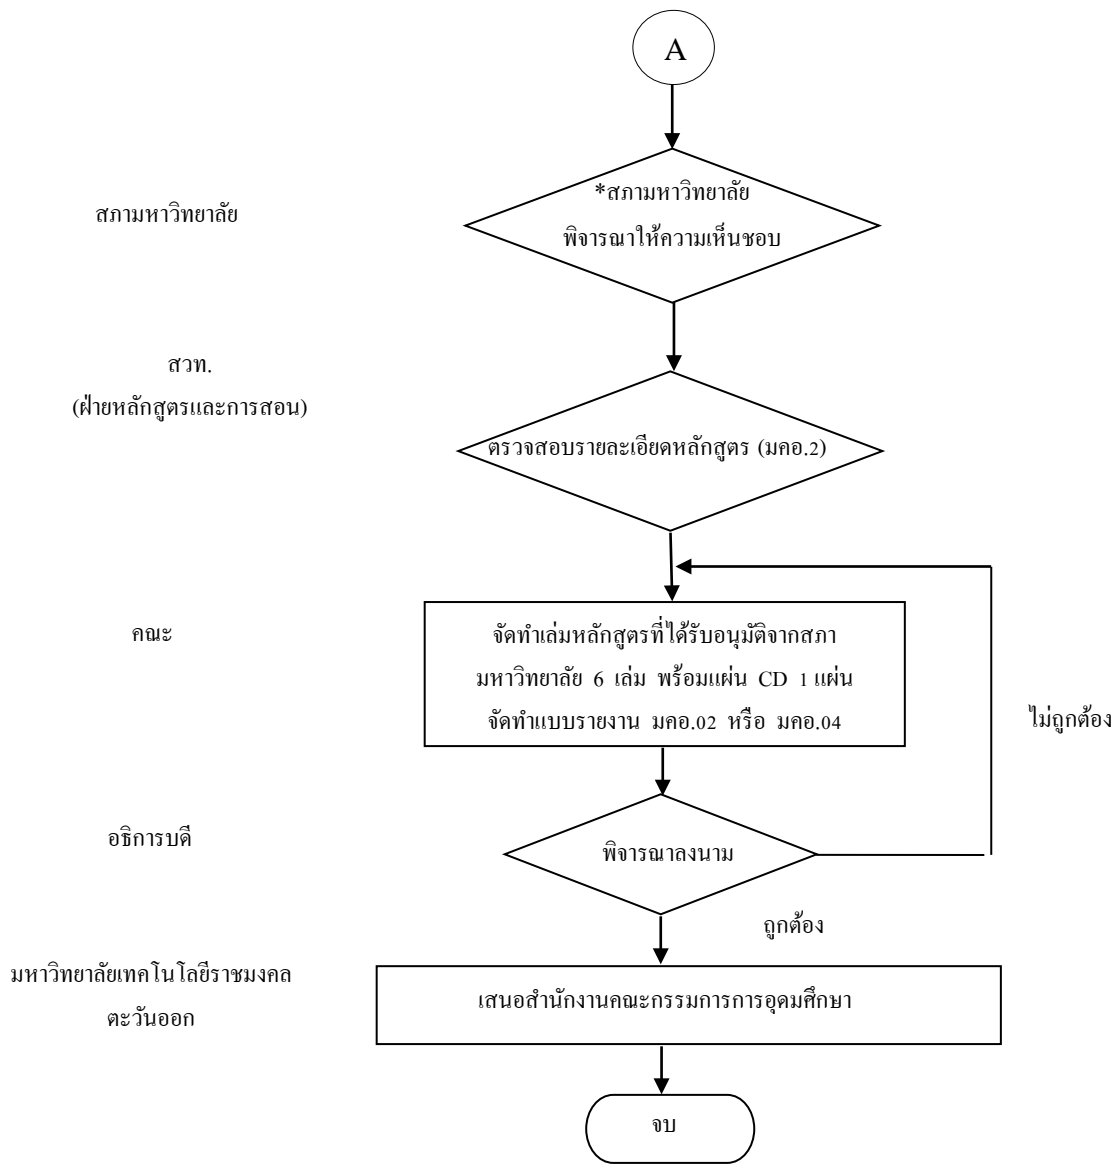 A
สภามหาวิทยาลัย
*สภามหาวิทยาลัย
พิจารณาให้ความเห็นชอบ
สวท.
(ฝ่ายหลักสูตรและการสอน)
ตรวจสอบรายละเอียดหลักสูตร (มคอ.2)
คณะ
จัดทำเล่มหลักสูตรที่ได้รับอนุมัติจากสภา
มหาวิทยาลัย 6 เล่ม พร้อมแผ่น CD 1 แผ่น
จัดทำแบบรายงาน มคอ.02 หรือ มคอ.04
ไม่ถูกต้อง
อธิการบดี
พิจารณาลงนาม
ถูกต้อง
มหาวิทยาลัยเทคโนโลยีราชมงคล
ตะวันออก
เสนอสำนักงานคณะกรรมการการอุดมศึกษา
จบ